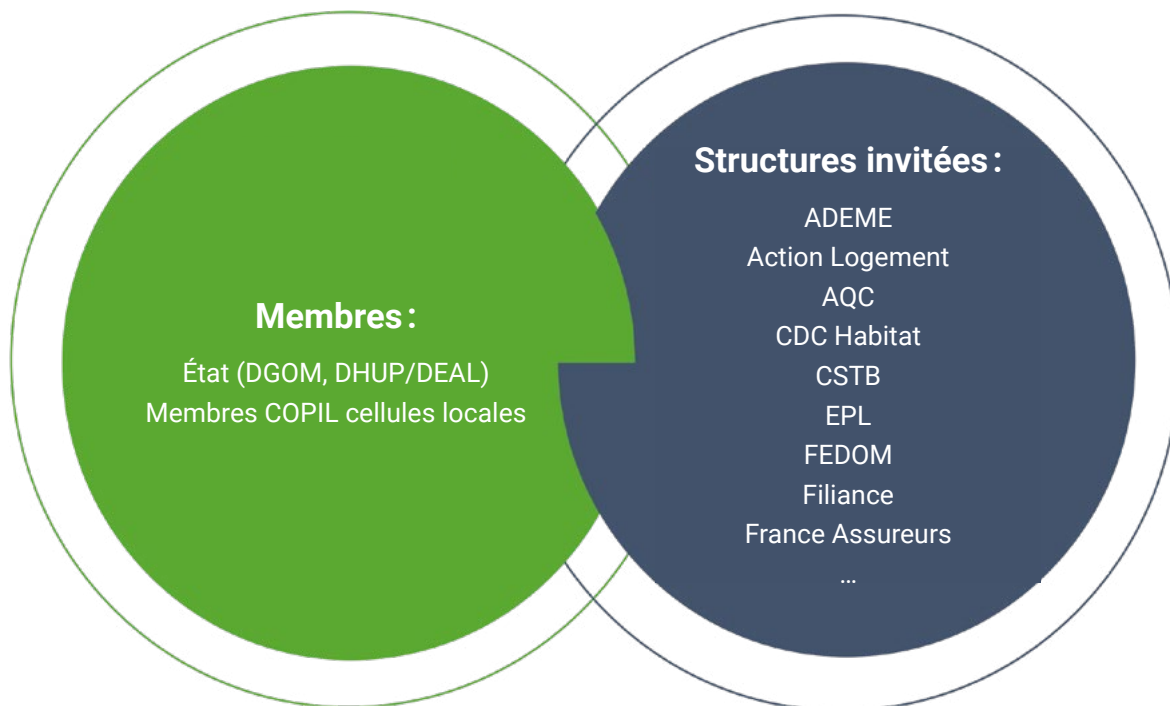 Membres :
État (DGOM, DHUP/DEAL)
Membres COPIL cellules locales
Structures invitées :
ADEME
Action Logement
AQC
CDC Habitat
CSTB
EPL
FEDOM
Filiance
France Assureurs
…